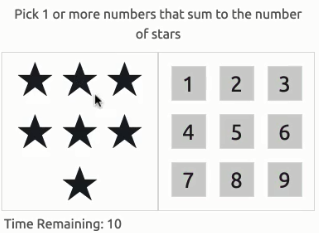 Pick 1 or more numbers that sum to the number
of stars
1 2 3
4 5 6
7 8 9
Time Remaining: 10